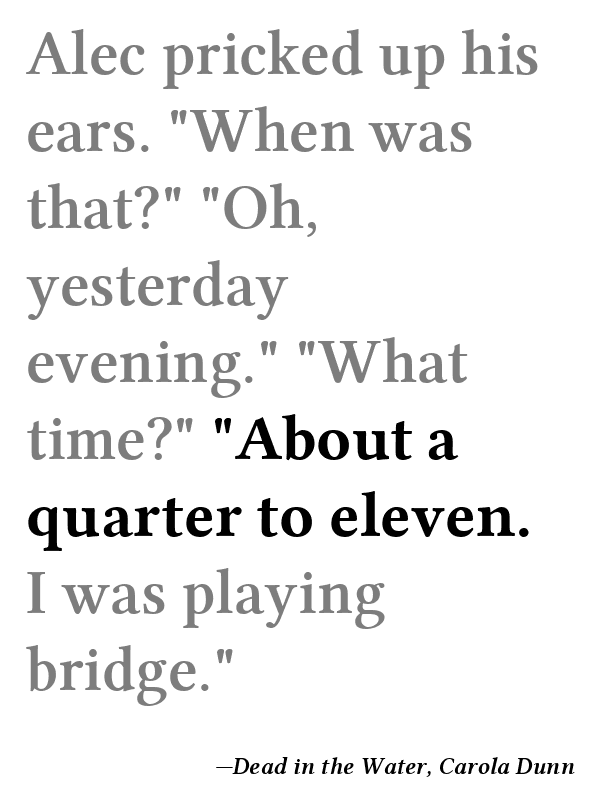 Alec pricked up his
ears. "When was
that?" "Oh,
yesterday
evening." "What
time?" "About a
quarter to eleven.
I was playing
bridge."
—Dead in the Water, Carola Dunn